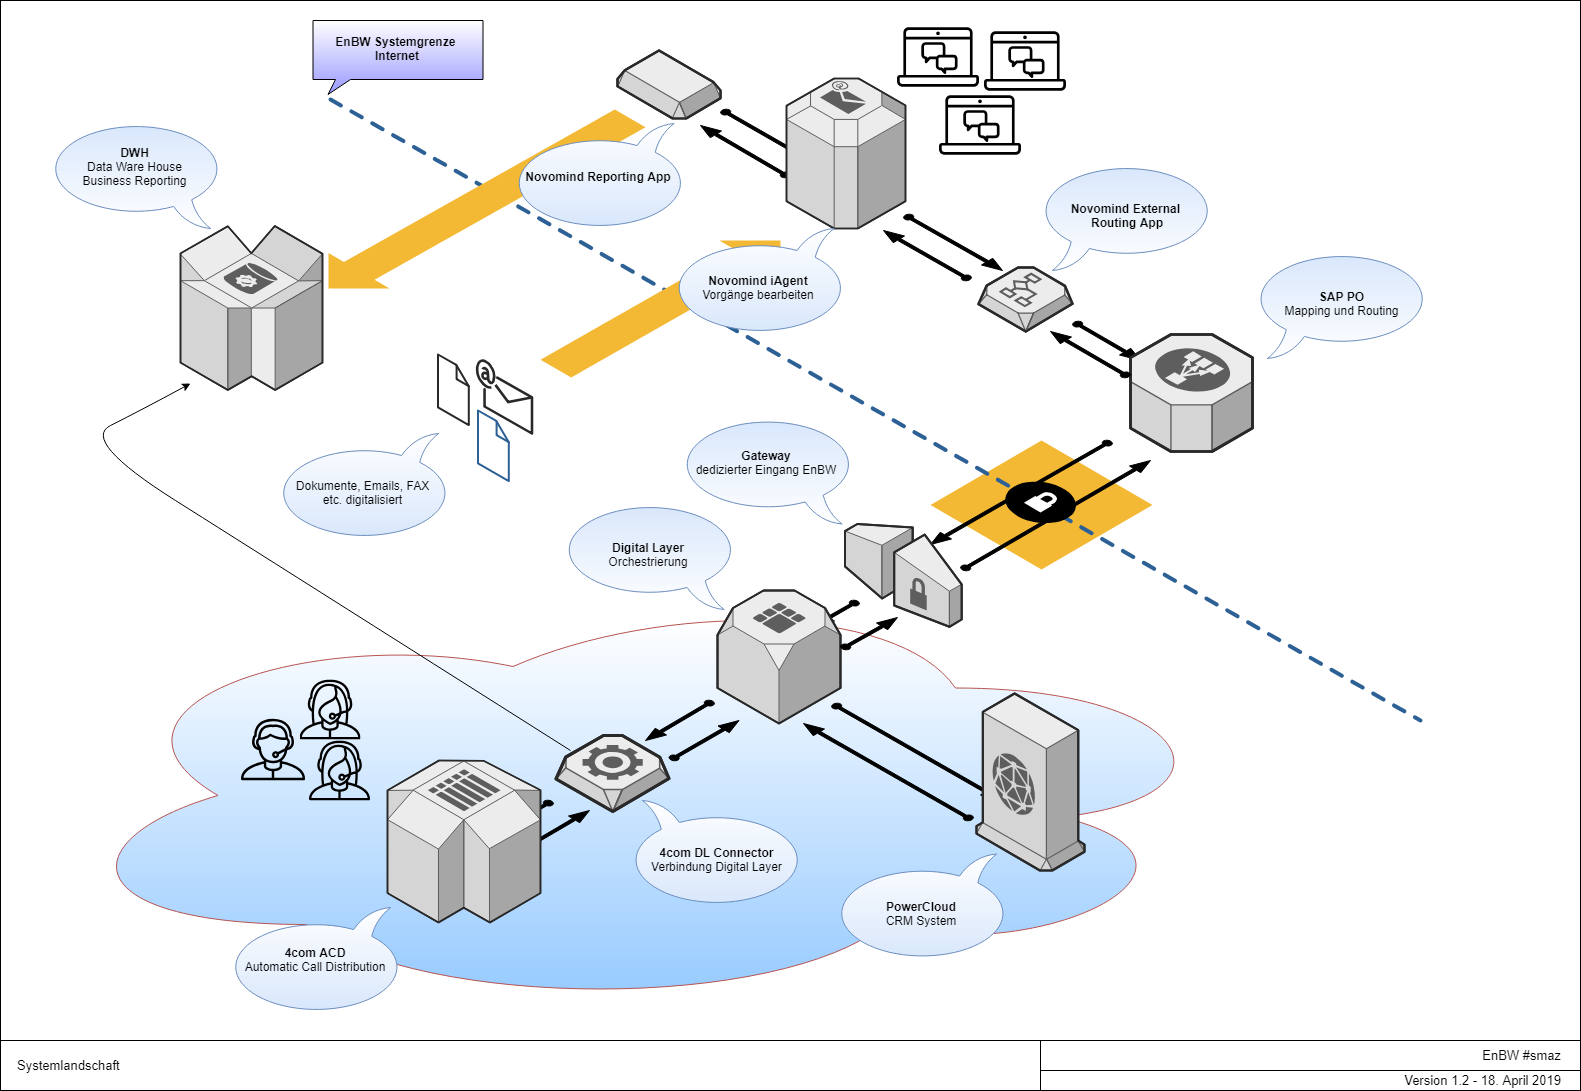 EnBW Systemgrenze
Internet
DWH
Data Ware House
Business Reporting
Novomind Reporting App
Novomind External
Routing App
Novomind iAgent
Vorgänge bearbeiten
SAP PO
Mapping und Routing
@
@
Dokumente, Emails, FAX
etc. digitalisiert
Gateway
dedizierter Eingang EnBW
Digital Layer
Orchestrierung
4com DL Connector
Verbindung Digital Layer
PowerCloud
CRM System
4com ACD
Automatic Call Distribution
Systemlandschaft
EnBW #smaz
Version 1.2 - 18. April 2019